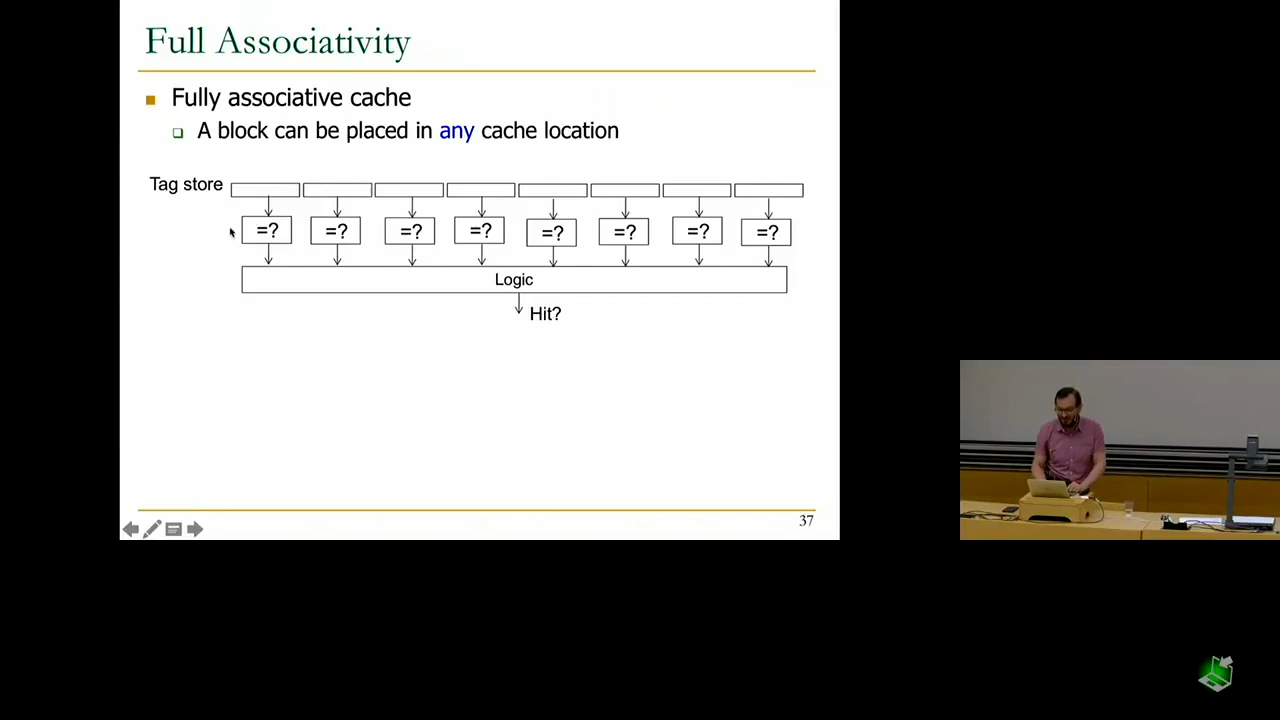 Full Associativity
Fully associative cache
A block can be placed in any cache location
Tag store
=? =? =? =? =? =? =? =?
Logic
Hit?
37